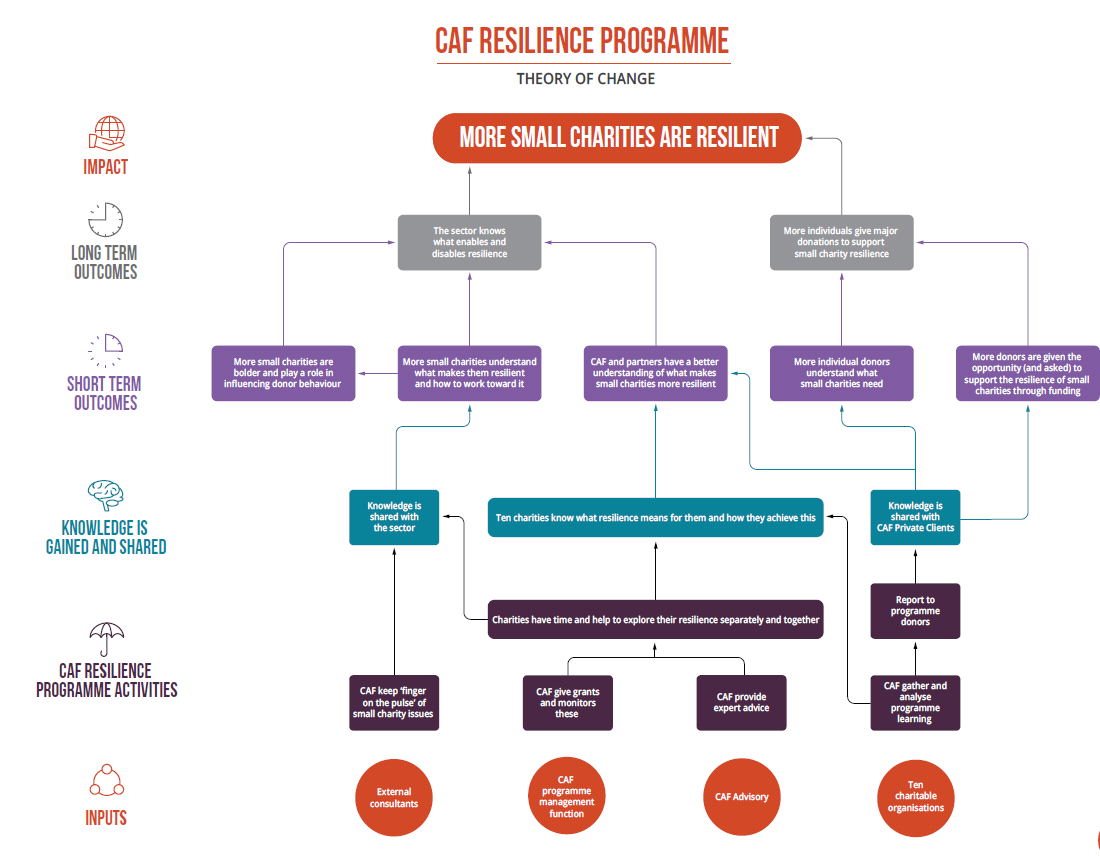 CAF RESILIENCE PROGRAMME
THEORY OF CHANGE
IMPACT
MORE SMALL CHARITIES ARE RESILIENT
LONG TERM
OUTCOMES
The sector knows
what enables and
disables resilience
More individuals give major
donations to support
small charity resilience
SHORT TERM
OUTCOMES
More small charities are
bolder and play a role in
influencing donor behaviour
More small charities understand
what makes them resilient
and how to work toward it
CAF and partners have a better
understanding of what makes
small charities more resilient
More individual donors
understand what
small charities need
More donors are given the
opportunity (and asked) to
support the resilience of small
charities through funding
KNOWLEDGE IS
GAINED AND SHARED
Knowledge is
shared with
the sector
Ten charities know what resilience means for them and how they achieve this
Knowledge is
shared with
CAF Private Clients
CAF RESILIENCE
PROGRAMME ACTIVITIES
Charities have time and help to explore their resilience separately and together
Report to
programme
donors
CAF keep ‘finger
on the pulse’ of
small charity issues
CAF give grants
and monitors
these
CAF provide
expert advice
CAF gather and
analyse
programme
learning
INPUTS
External
consultants
CAF
programme
management
function
CAF Advisory
Ten
charitable
organisations